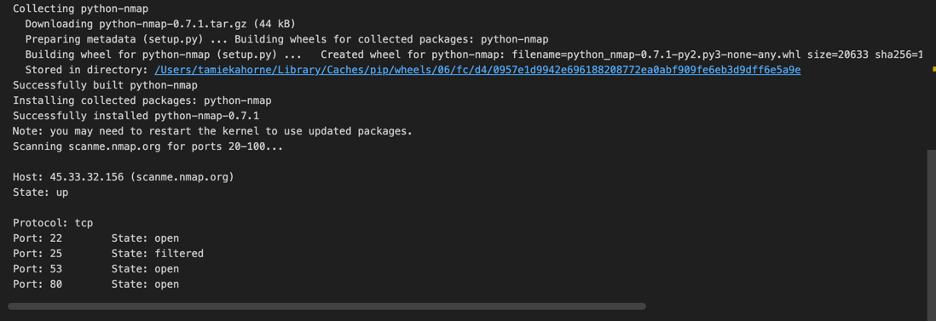 Collecting python-nmap
Downloading python-nmap-0.7.1.tar.gz (44 kB)
Preparing metadata (setup.py) ... Building wheels for collected packages: python-nmap
Building wheel for python-nmap (setup.py) ... Created wheel for python-nmap: filename=python_nmap-0.7.1-py2.py3-none-any.whl size=20633 sha256=1
Stored in directory: /Users/tamiekahorne/Library/Caches/pip/wheels/06/fc/d4/0957e1d9942e696188208772ea0abf909fe6eb3d9dff6e5a9e
Successfully built python-nmap
Installing collected packages: python-nmap
Successfully installed python-nmap-0.7.1
Note: you may need to restart the kernel to use updated packages.
Scanning scanme.nmap.org for ports 20-100...
Host: 45.33.32.156 (scanme.nmap.org)
State: up
Protocol: tcp
Port: 22 State: open
Port: 25 State: filtered
Port: 53 State: open
Port: 80 State: open